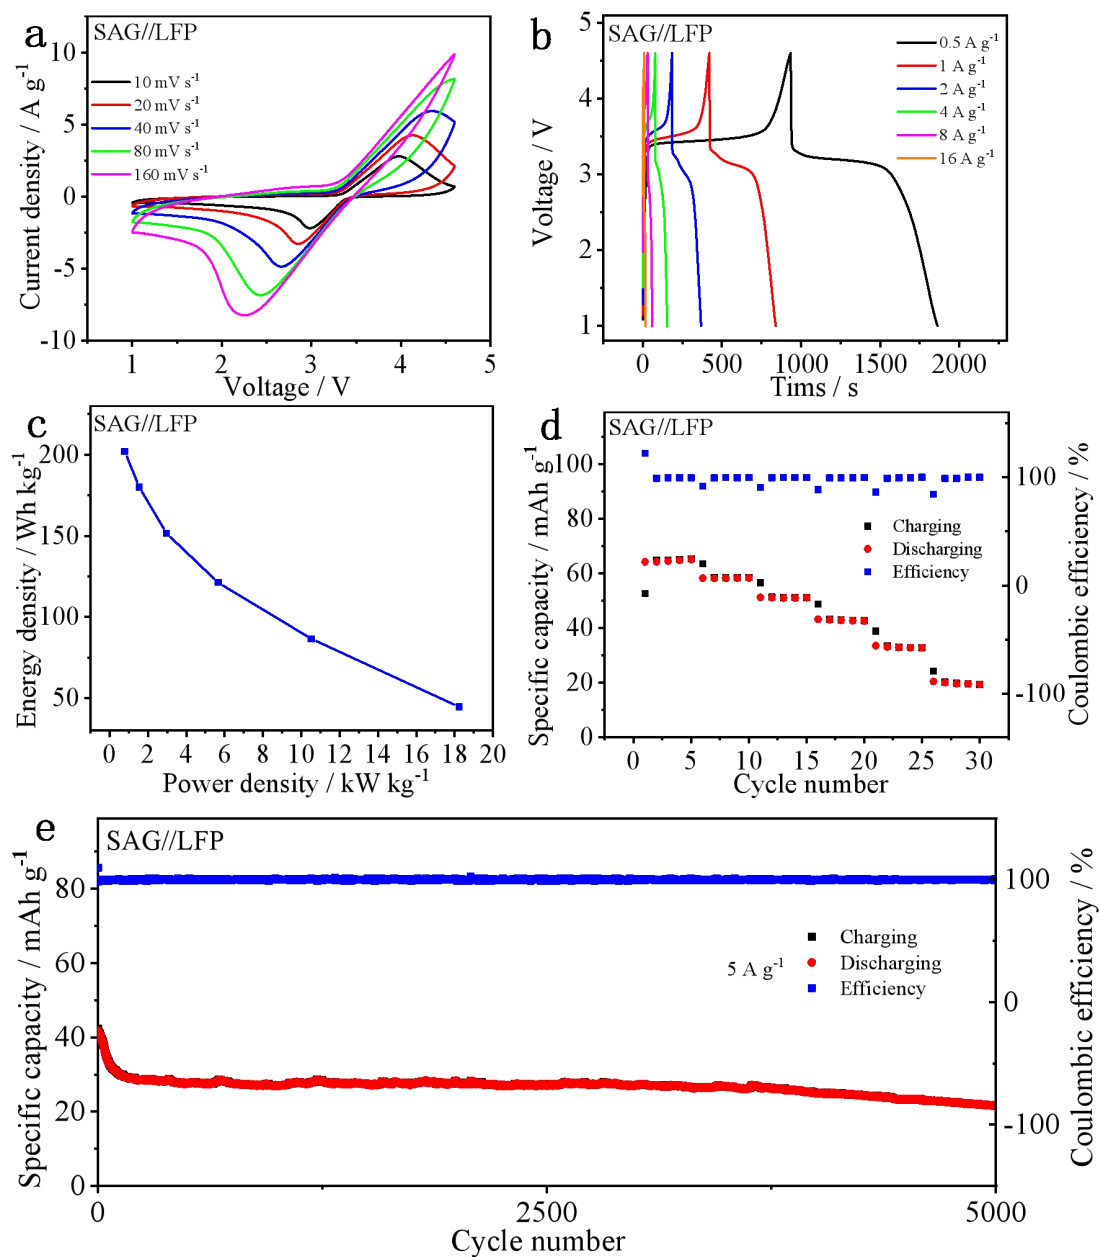 a
SAG//LFP
10 mV s-1
20 mV s-1
40 mV s-1
80 mV s-1
160 mV s-1
Current density / A g-1
10
5
0
-5
-10
1
2
3
4
5
Voltage / V
b
SAG//LFP
0.5 A g-1
1 A g-1
2 A g-1
4 A g-1
8 A g-1
16 A g-1
Voltage / V
5
4
3
2
1
0
500
1000
1500
2000
Tims / s
c
SAG//LFP
Energy density / Wh kg-1
200
150
100
50
0
2
4
6
8
10
12
14
16
18
20
Power density / kW kg-1
d
SAG//LFP
Specific capacity / mAh g-1
100
80
60
40
20
0
Charging
Discharging
Efficiency
100
0
-100
Coulombic efficiency / %
0
5
10
15
20
25
30
Cycle number
e
SAG//LFP
Specific capacity / mAh g-1
80
60
40
20
0
5 A g-1
Charging
Discharging
Efficiency
100
0
-100
Coulombic efficiency / %
0
2500
5000
Cycle number